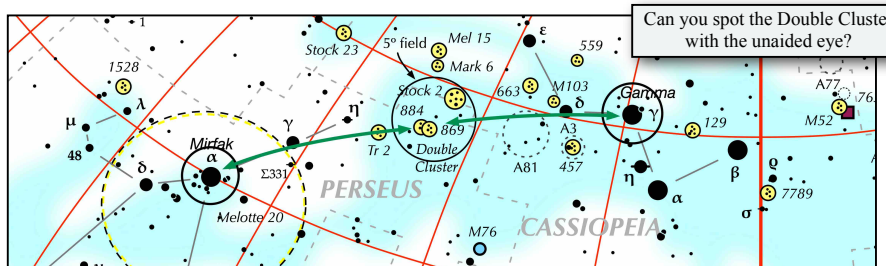 Can you spot the Double Cluste
with the unaided eye?
1
Stock 23
5° field
Mel 15
Mark 6
ε
559
1528
Stock 2
663
M103
δ
Gamma
A77
76
λ
884
869
η
γ
M52
μ
γ
Tr 2
Double
Cluster
A3
129
48
Mirfak
α
A81
457
β
δ
Σ331
PERSEUS
η
α
ρ
7789
Melotte 20
CASSIOPEIA
σ
M76